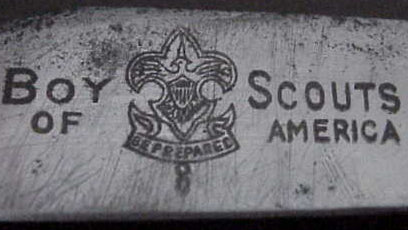 BOY SCOUTS
OF AMERICA
BE PREPARED